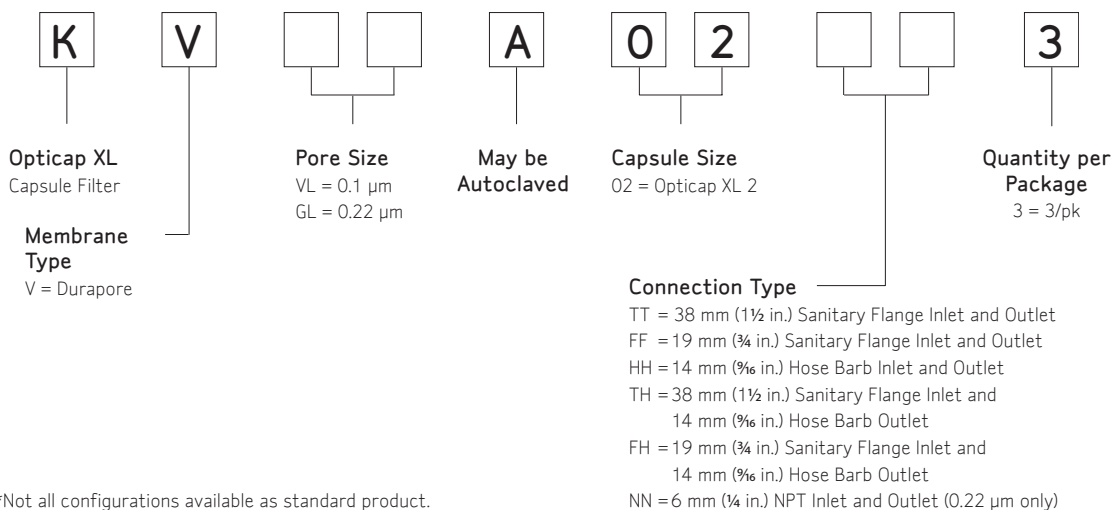 K V A 0 2 3
Opticap XL
Capsule Filter
Membrane
Type
V = Durapore
Pore Size
VL = 0.1 µm
GL = 0.22 µm
May be
Autoclaved
Capsule Size
02 = Opticap XL 2
Quantity per
Package
3 = 3/pk
Connection Type
TT = 38 mm (1½ in.) Sanitary Flange Inlet and Outlet
FF = 19 mm (¾ in.) Sanitary Flange Inlet and Outlet
HH = 14 mm (9⁄16 in.) Hose Barb Inlet and Outlet
TH = 38 mm (1½ in.) Sanitary Flange Inlet and
14 mm (9⁄16 in.) Hose Barb Outlet
FH = 19 mm (¾ in.) Sanitary Flange Inlet and
14 mm (9⁄16 in.) Hose Barb Outlet
NN = 6 mm (¼ in.) NPT Inlet and Outlet (0.22 µm only)
*Not all configurations available as standard product.